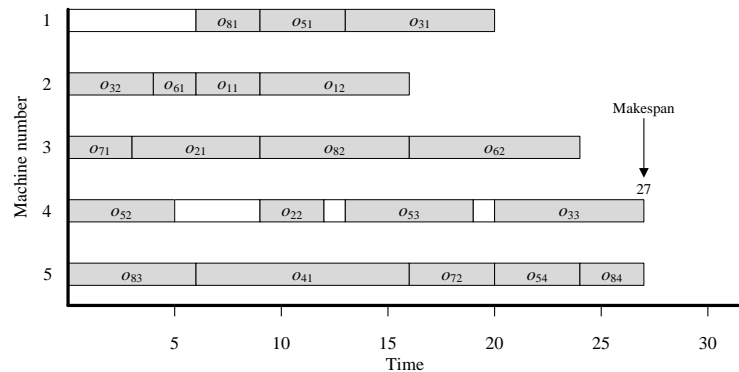 1 o₈₁ o₅₁ o₃₁
2 o₃₂ o₆₁ o₁₁ o₁₂
Makespan
3 o₇₁ o₂₁ o₈₂ o₆₂
27
4 o₅₂ o₂₂ o₅₃ o₃₃
5 o₈₃ o₄₁ o₇₂ o₅₄ o₈₄
Machine number
5 10 15 20 25 30
Time